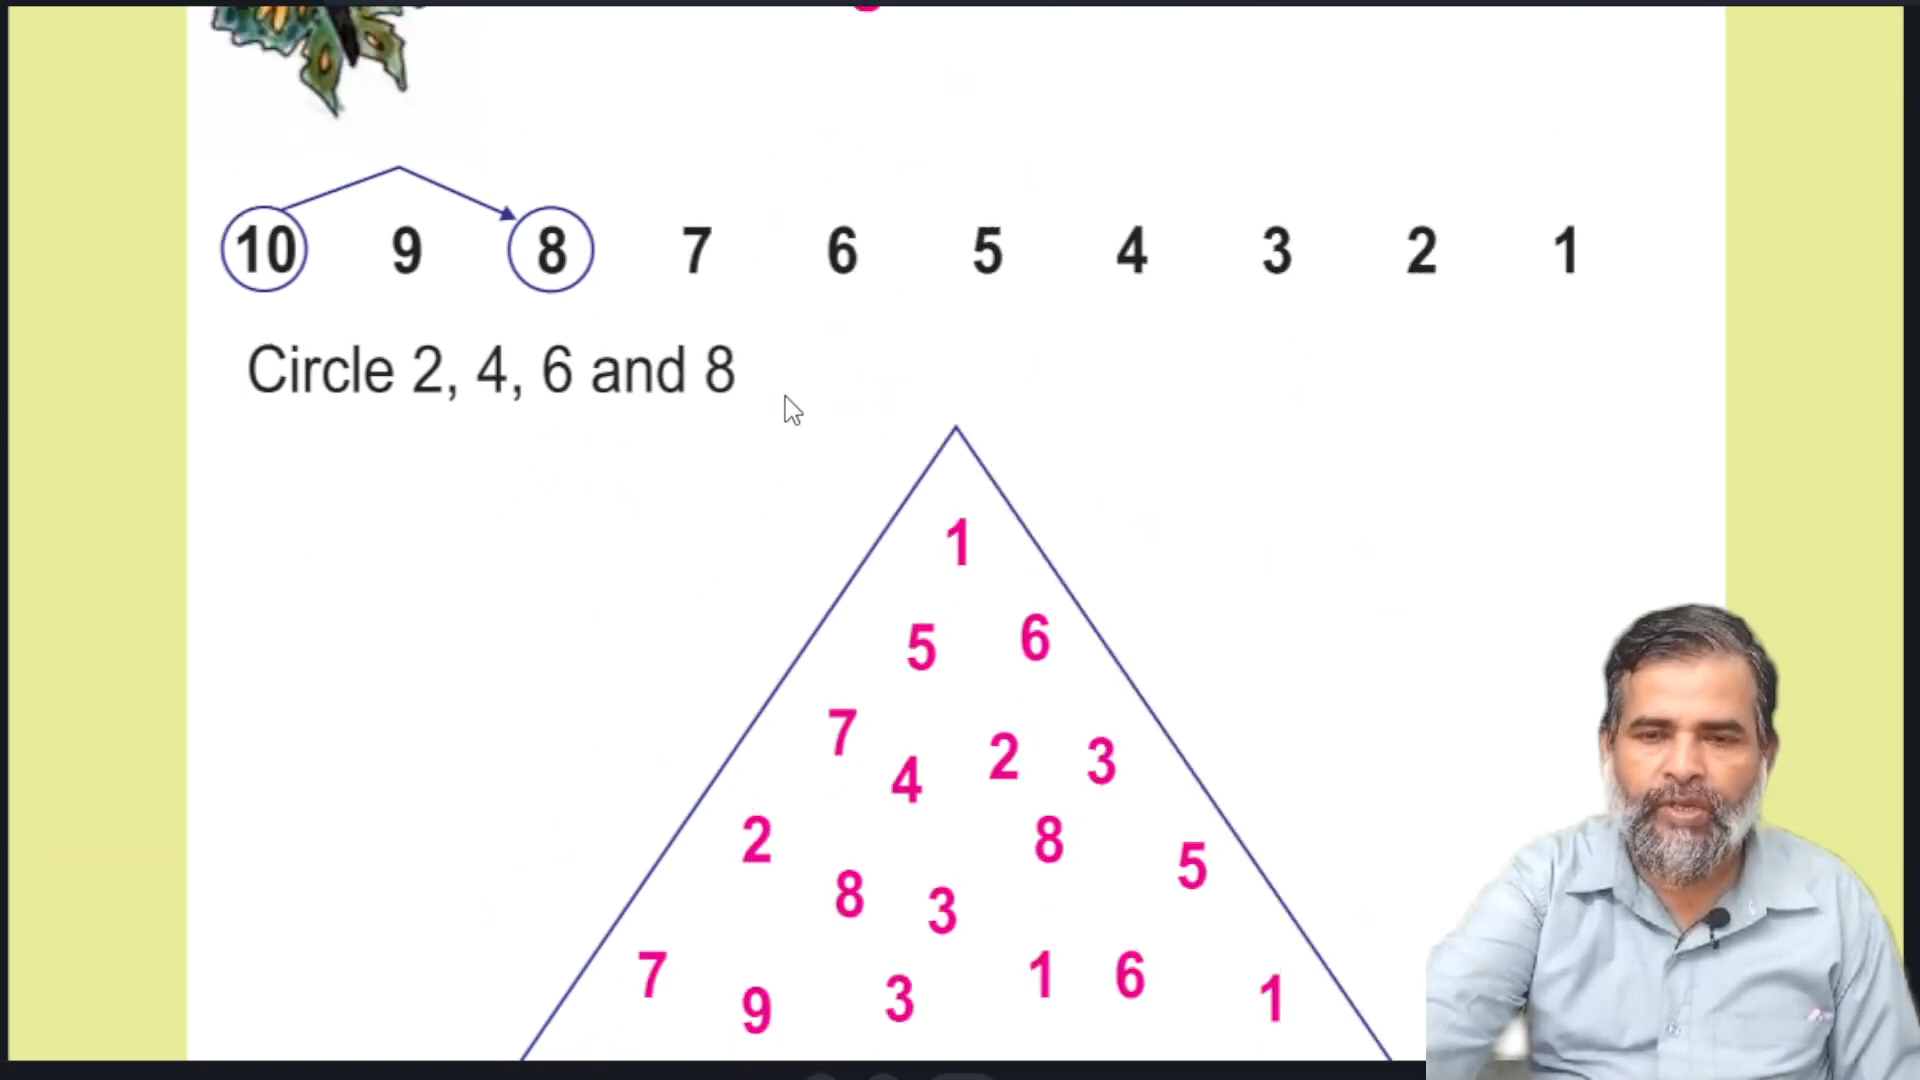 10 9 8 7 6 5 4 3 2 1
Circle 2, 4, 6 and 8
1
5 6
7 4 2 3
2 8 3 8 5
7 9 3 1 6 1